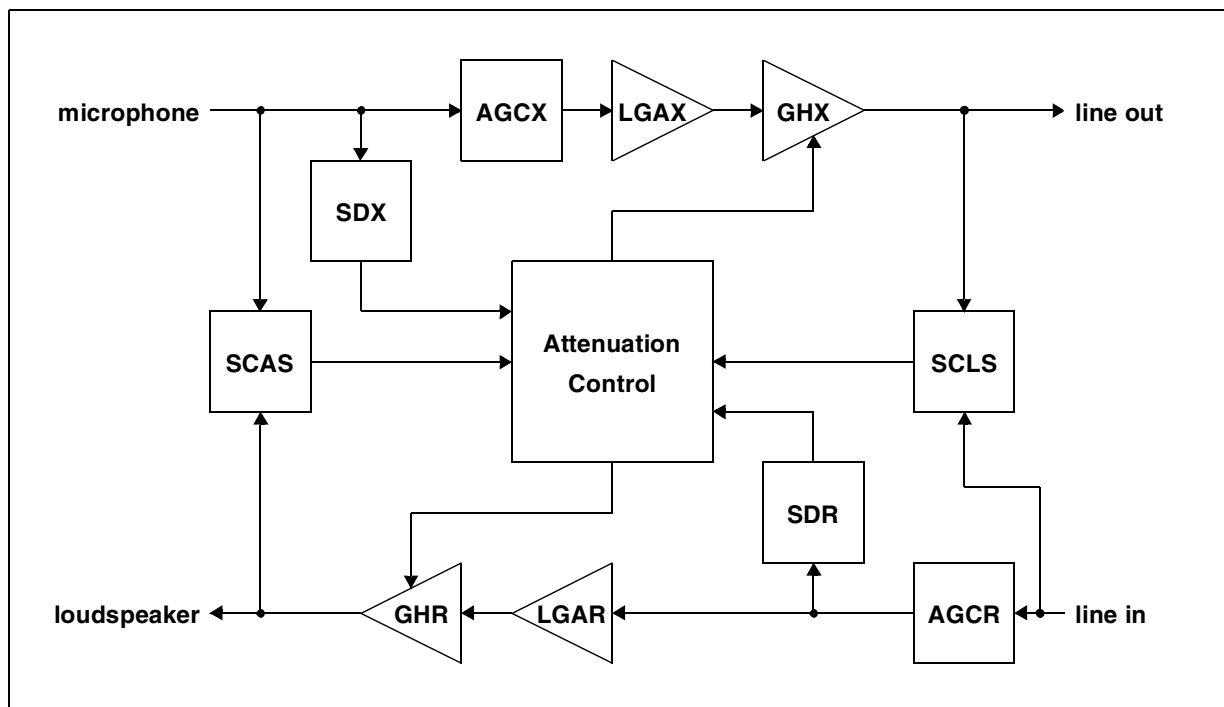 microphone
AGCX
LGAX
GHX
line out
SDX
SCAS
Attenuation
Control
SCLS
SDR
loudspeaker
GHR
LGAR
AGCR
line in